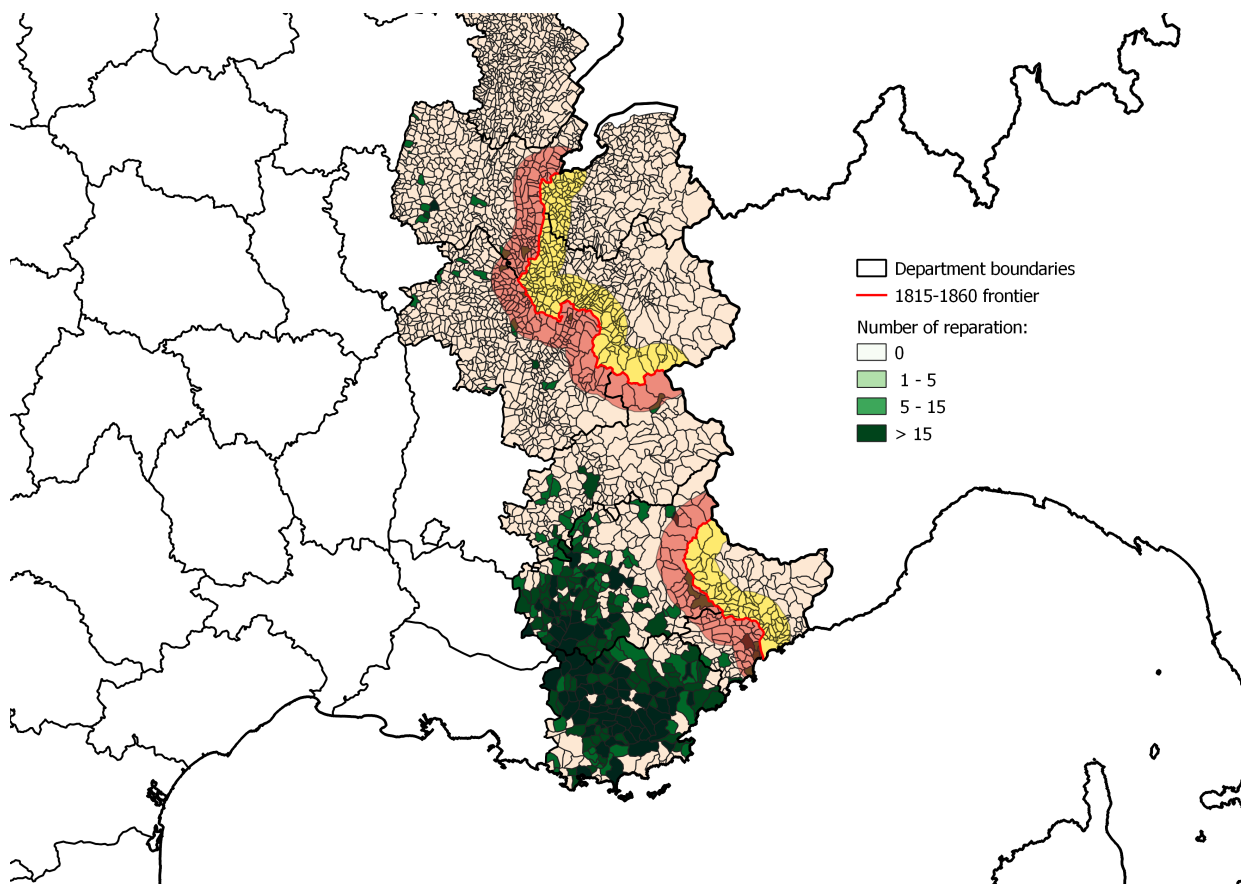 Department boundaries
1815-1860 frontier
Number of reparation:
0
1 - 5
5 - 15
> 15